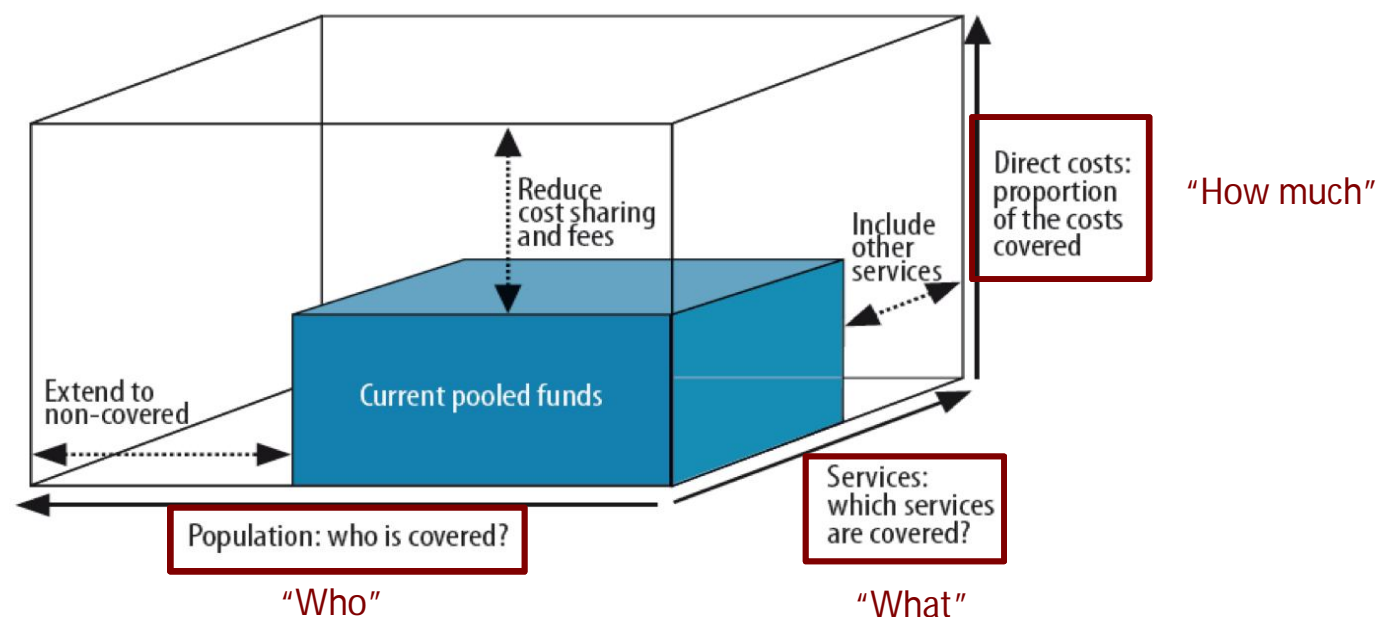 Reduce
cost sharing
and fees
Include
other
services
Direct costs:
proportion
of the costs
covered
“How much”
Extend to
non-covered
Current pooled funds
Population: who is covered?
Services:
which services
are covered?
“Who”
“What”